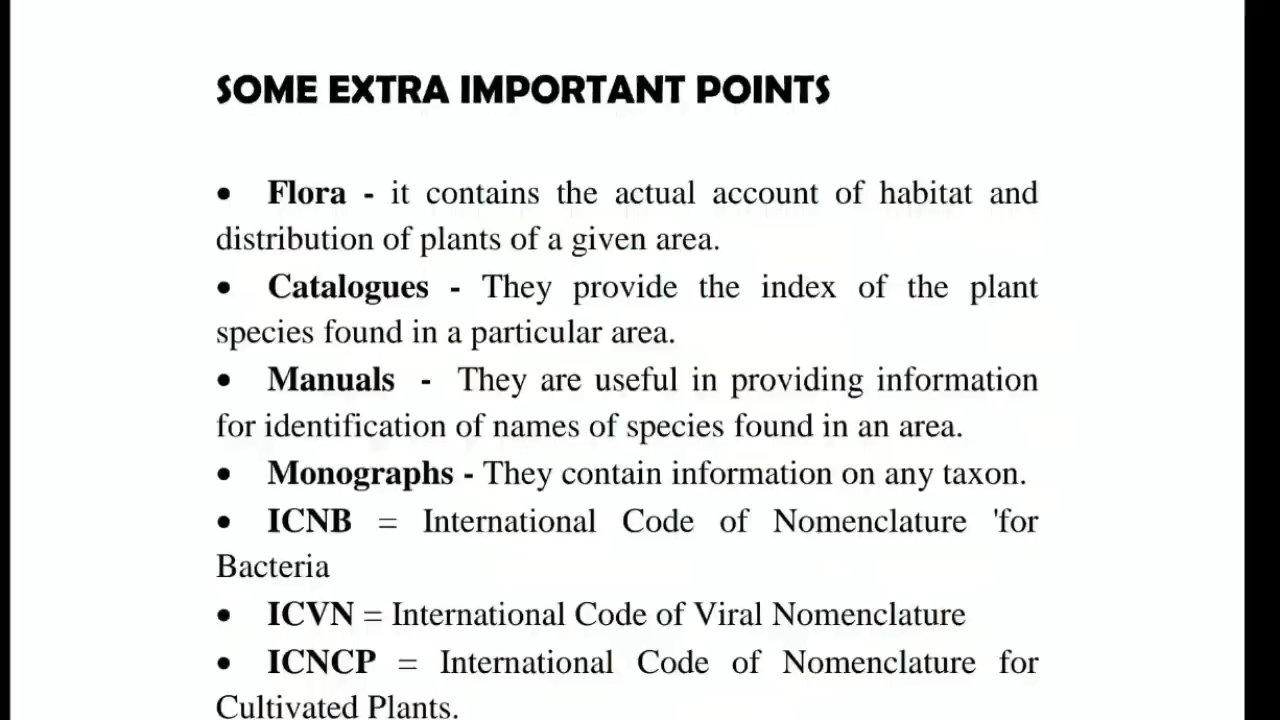 SOME EXTRA IMPORTANT POINTS
• Flora - it contains the actual account of habitat and
distribution of plants of a given area.
• Catalogues - They provide the index of the plant
species found in a particular area.
• Manuals - They are useful in providing information
for identification of names of species found in an area.
• Monographs - They contain information on any taxon.
• ICNB = International Code of Nomenclature 'for
Bacteria
• ICVN = International Code of Viral Nomenclature
• ICNCP = International Code of Nomenclature for
Cultivated Plants.